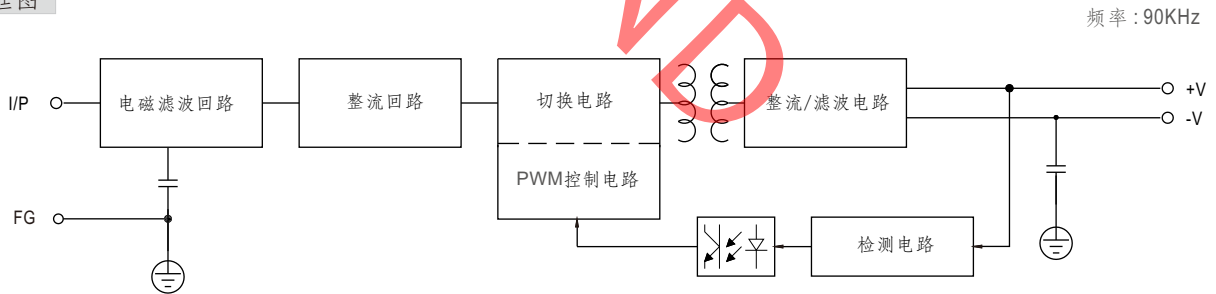 频率 : 90KHz
I/P
电磁滤波回路
整流回路
切换电路
整流/滤波电路
+V
-V
PWM控制电路
FG
检测电路